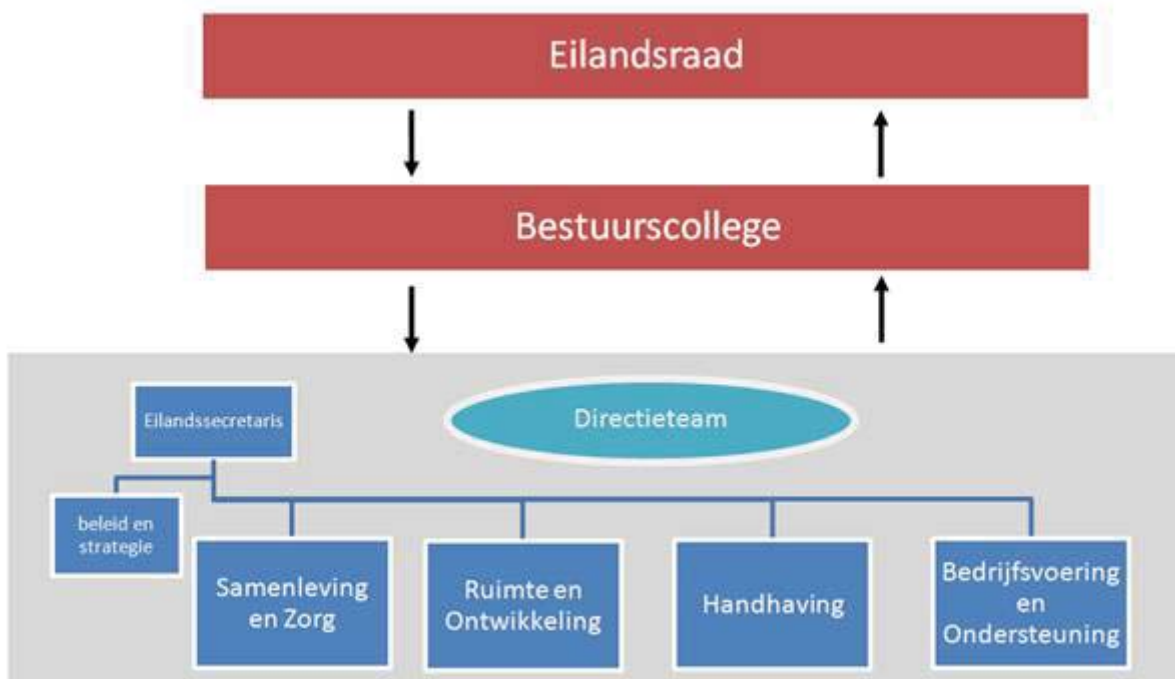 Eilandsraad
Bestuurscollege
Eilandssecretaris
Directieteam
beleid en
strategie
Samenleving
en Zorg
Ruimte en
Ontwikkeling
Handhaving
Bedrijfsvoering
en
Ondersteuning